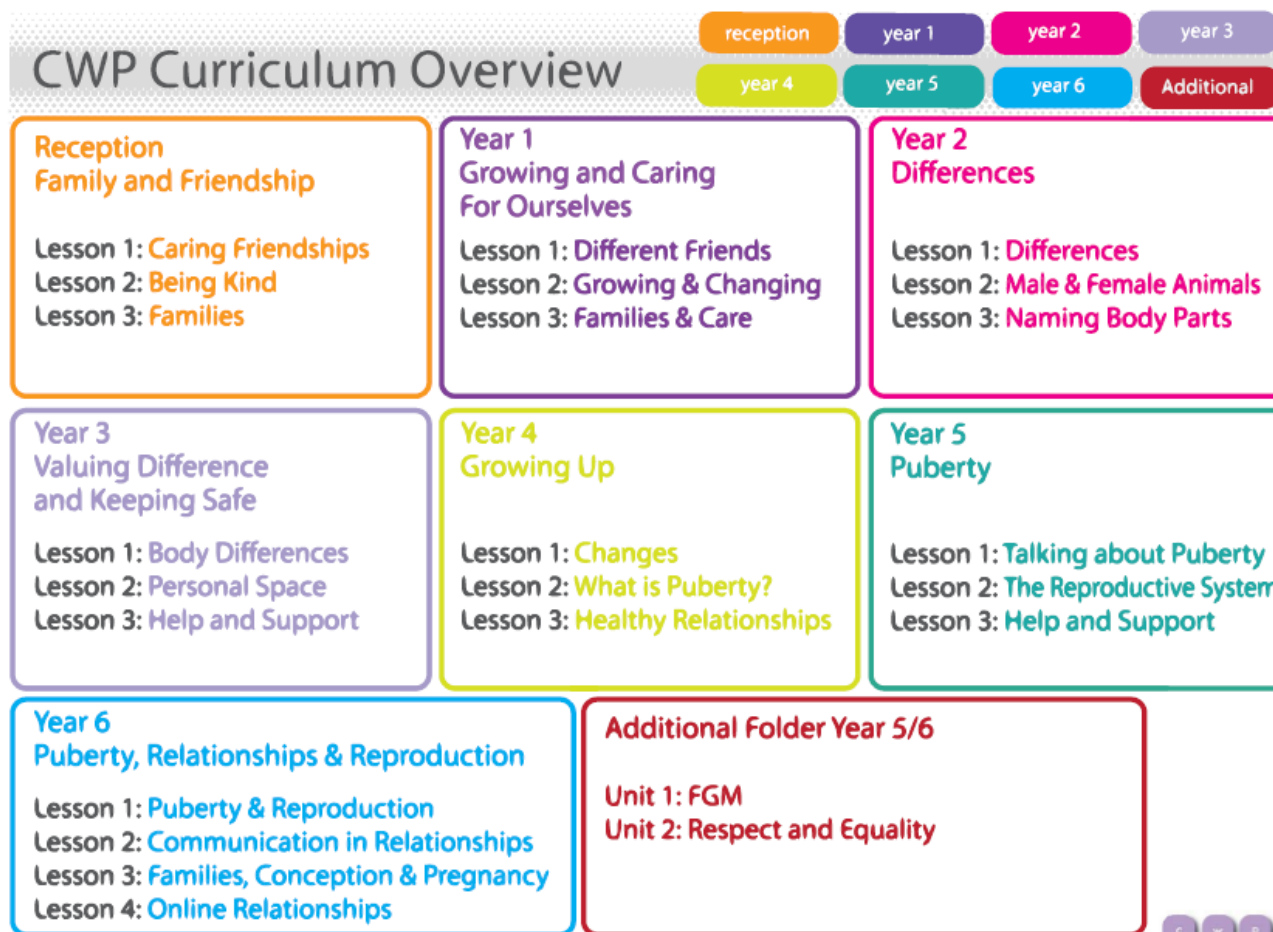 CWP Curriculum Overview
reception
year 1
year 2
year 3
year 4
year 5
year 6
Additional
Reception
Family and Friendship
Lesson 1: Caring Friendships
Lesson 2: Being Kind
Lesson 3: Families
Year 1
Growing and Caring
For Ourselves
Lesson 1: Different Friends
Lesson 2: Growing & Changing
Lesson 3: Families & Care
Year 2
Differences
Lesson 1: Differences
Lesson 2: Male & Female Animals
Lesson 3: Naming Body Parts
Year 3
Valuing Difference
and Keeping Safe
Lesson 1: Body Differences
Lesson 2: Personal Space
Lesson 3: Help and Support
Year 4
Growing Up
Lesson 1: Changes
Lesson 2: What is Puberty?
Lesson 3: Healthy Relationships
Year 5
Puberty
Lesson 1: Talking about Puberty
Lesson 2: The Reproductive System
Lesson 3: Help and Support
Year 6
Puberty, Relationships & Reproduction
Lesson 1: Puberty & Reproduction
Lesson 2: Communication in Relationships
Lesson 3: Families, Conception & Pregnancy
Lesson 4: Online Relationships
Additional Folder Year 5/6
Unit 1: FGM
Unit 2: Respect and Equality